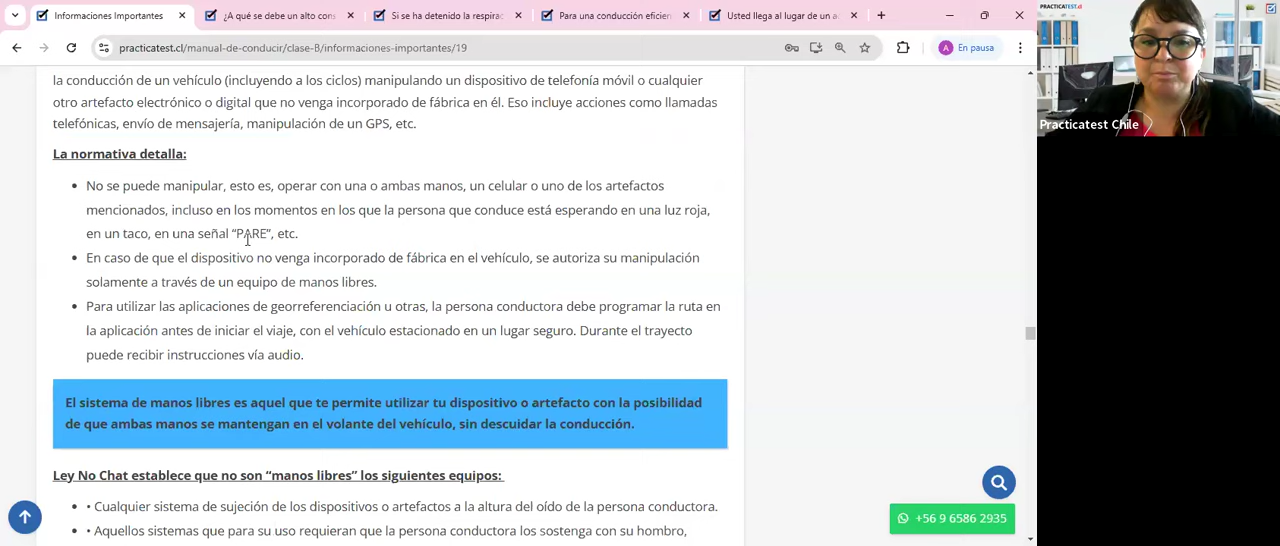 Informaciones Importantes
¿A qué se debe un alto cons
Si se ha detenido la respirac
Para una conducción eficien
Usted llega al lugar de un ac
practicatest.cl/manual-de-conducir/clase-B/informaciones-importantes/19
A
En pausa
la conducción de un vehículo (incluyendo a los ciclos) manipulando un dispositivo de telefonía móvil o cualquier
otro artefacto electrónico o digital que no venga incorporado de fábrica en él. Eso incluye acciones como llamadas
telefónicas, envío de mensajería, manipulación de GPS, etc.
La normativa detalla:
• No se puede manipular, esto es, operar con una o ambas manos, un celular o uno de los artefactos
mencionados, incluso en los momentos en los que la persona que conduce está esperando en una luz roja,
en un taco, en una señal “PARE”, etc.
• En caso de que el dispositivo no venga incorporado de fábrica en el vehículo, se autoriza su manipulación
solamente a través de un equipo de manos libres.
• Para utilizar las aplicaciones de georreferenciación u otras, la persona conductora debe programar la ruta en
la aplicación antes de iniciar el viaje, con el vehículo estacionado en un lugar seguro. Durante el trayecto
puede recibir instrucciones vía audio.
El sistema de manos libres es aquel que te permite utilizar tu dispositivo o artefacto con la posibilidad
de que ambas manos se mantengan en el volante del vehículo, sin descuidar la conducción.
Ley No Chat establece que no son “manos libres” los siguientes equipos:
• • Cualquier sistema de sujeción de los dispositivos o artefactos a la altura del oído de la persona conductora.
• • Aquellos sistemas que para su uso requieran que la persona conductora los sostenga con su hombro,
+56 9 6586 2935
PRACTICATEST.cl
Practicatest Chile